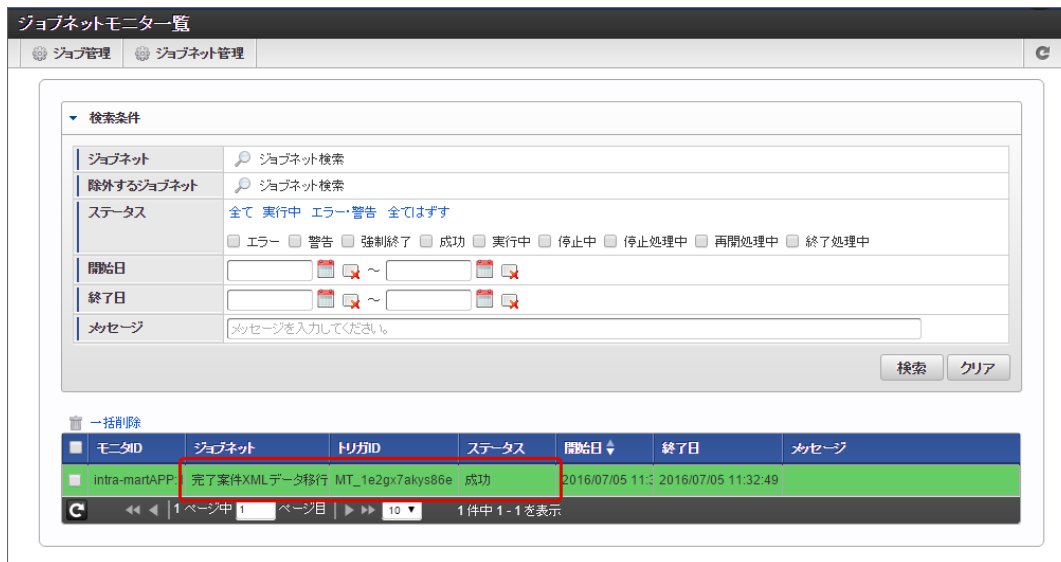 ジョブネットモニター覧
ジョブ管理 ジョブネット管理
検索条件
ジョブネット ジョブネット検索
除外するジョブネット ジョブネット検索
ステータス 全て 実行中 エラー・警告 全てはずす
エラー 警告 強制終了 成功 実行中 停止中 停止処理中 再開処理中 終了処理中
開始日 ～
終了日 ～
メッセージ メッセージを入力してください。
検索 クリア
一括削除
モニタID ジョブネット トリガID ステータス 開始日 終了日 メッセージ
intra-martAPP: 完了案件XMLデータ移行 MT_1e2gx7akys86e 成功 2016/07/05 11:3 2016/07/05 11:32:49
1 ページ中 1 ページ目 10 1 件中 1 - 1 を表示